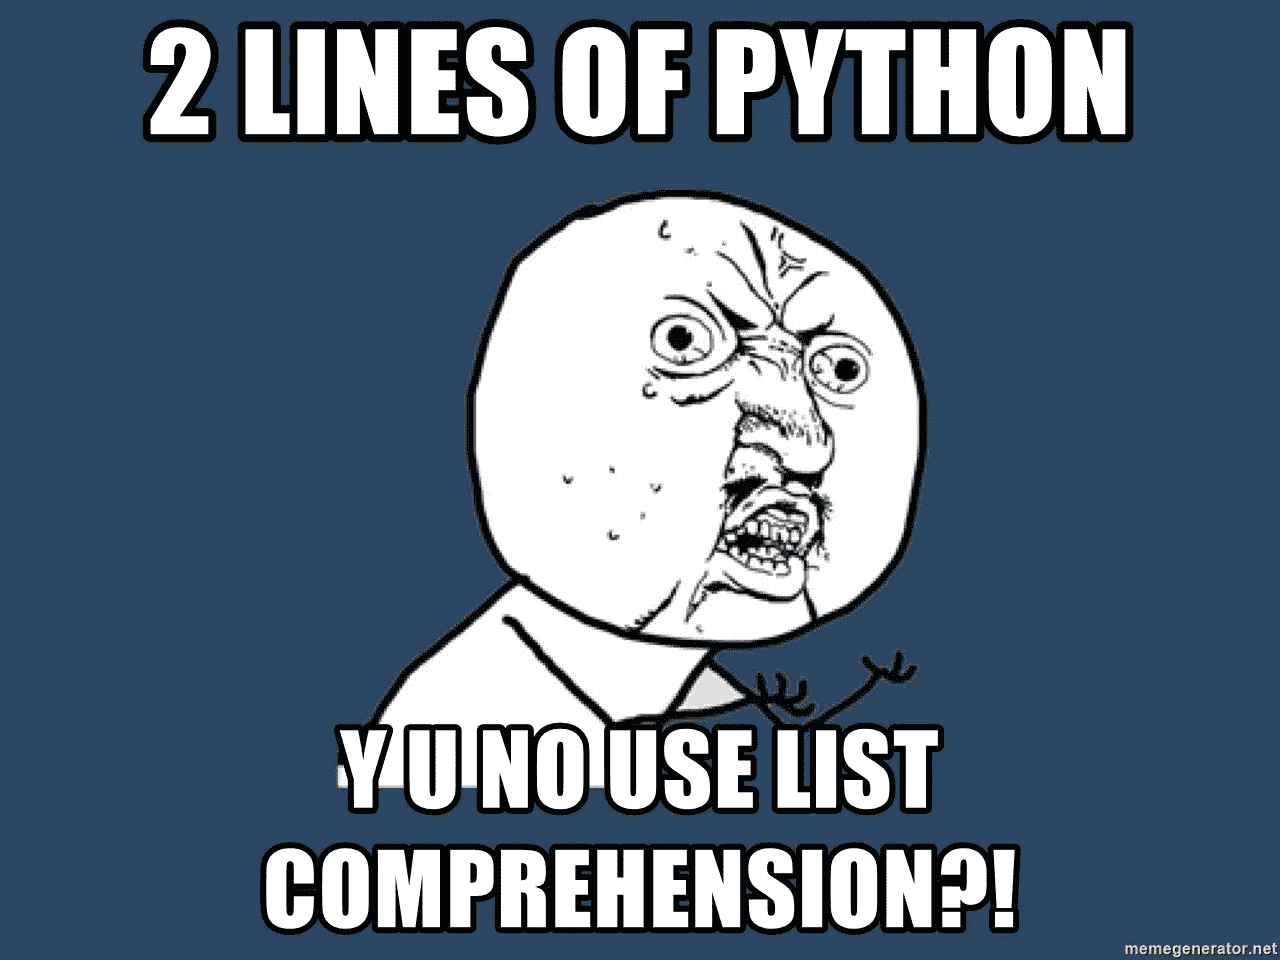 2 LINES OF PYTHON
Y U NO USE LIST
COMPREHENSION?!
memegenerator.net